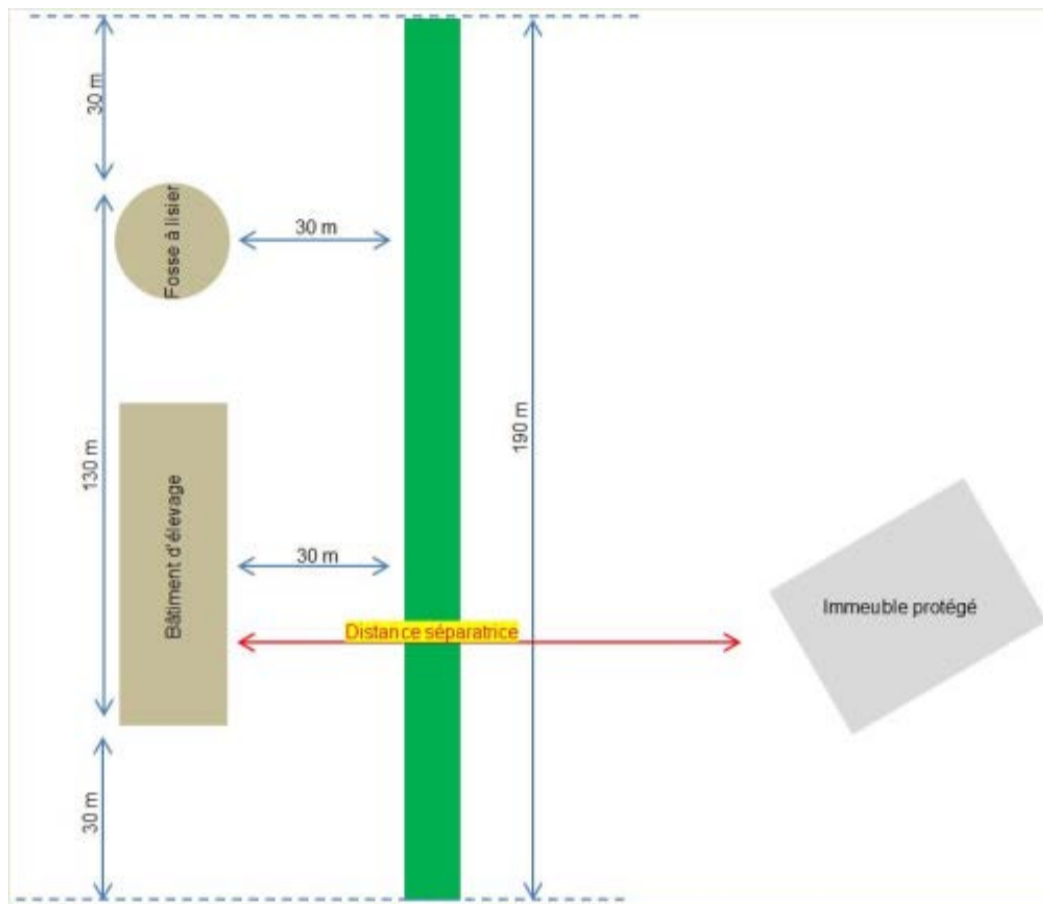 30 m
Fosse à lisier
30 m
130 m
190 m
Bâtiment d'élevage
30 m
Immeuble protégé
Distance séparatrice
30 m